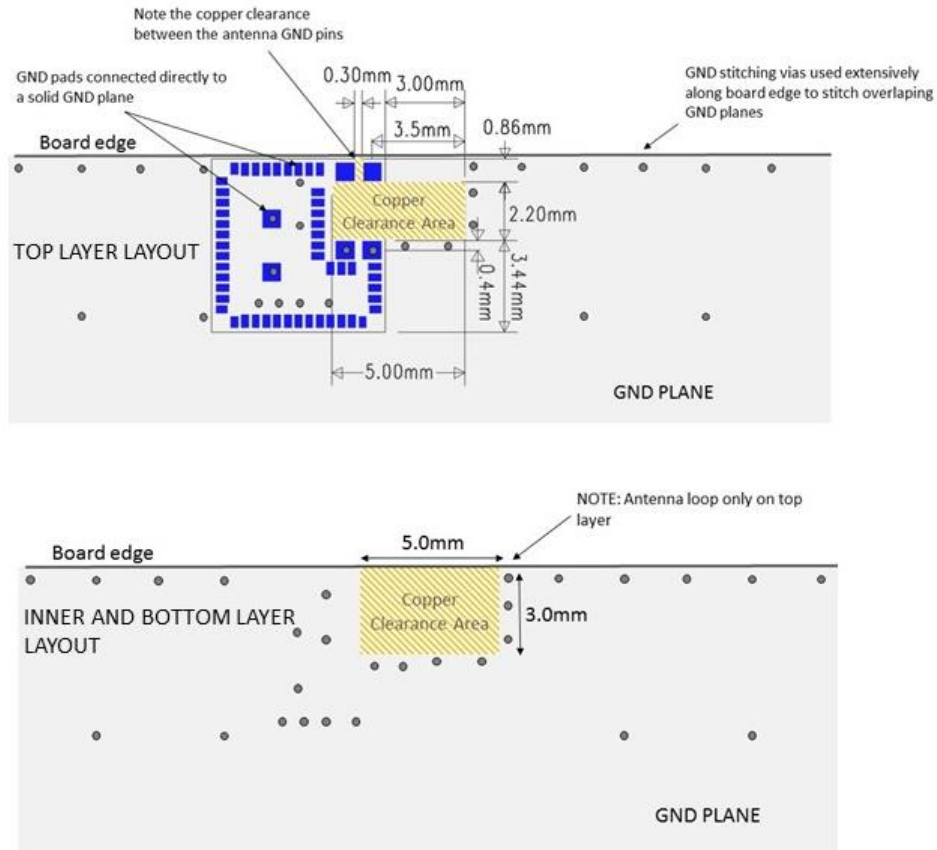 Note the copper clearance
between the antenna GND pins
GND pads connected directly to
a solid GND plane
0.30mm
3.00mm
GND stitching vias used extensively
along board edge to stitch overlaping
GND planes
3.5mm
0.86mm
Board edge
Copper
Clearance Area
2.20mm
TOP LAYER LAYOUT
0.4mm
3.44mm
5.00mm
GND PLANE
NOTE: Antenna loop only on top
layer
5.0mm
Board edge
Copper
Clearance Area
3.0mm
INNER AND BOTTOM LAYER
LAYOUT
GND PLANE